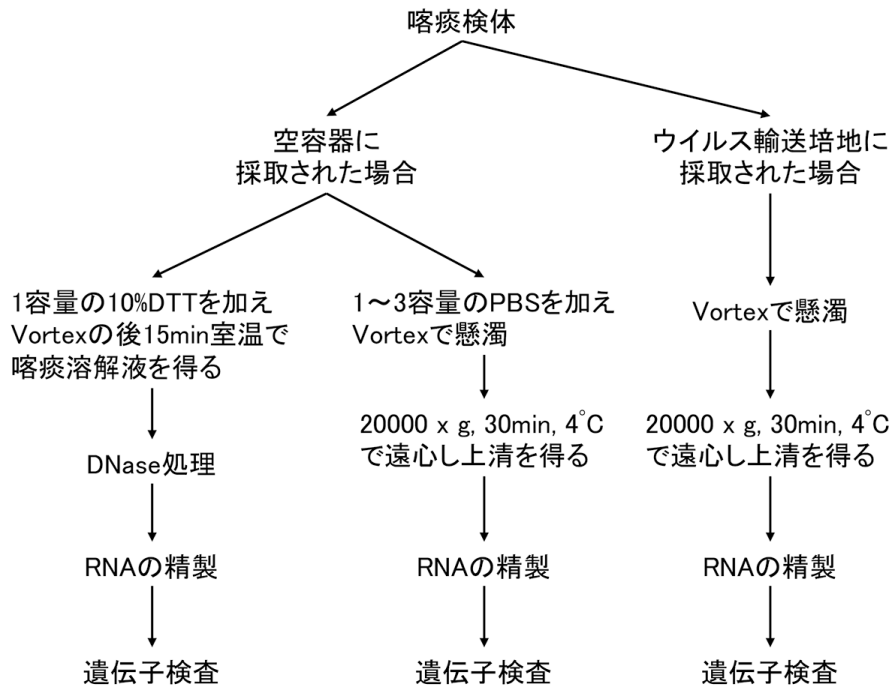 喀痰検体
空容器に
採取された場合
ウイルス輸送培地に
採取された場合
1容量の10%DTTを加え
Vortexの後15min室温で
喀痰溶解液を得る
1～3容量のPBSを加え
Vortexで懸濁
Vortexで懸濁
DNase処理
20000 x g, 30min, 4°C
で遠心し上清を得る
20000 x g, 30min, 4°C
で遠心し上清を得る
RNAの精製
RNAの精製
RNAの精製
遺伝子検査
遺伝子検査
遺伝子検査